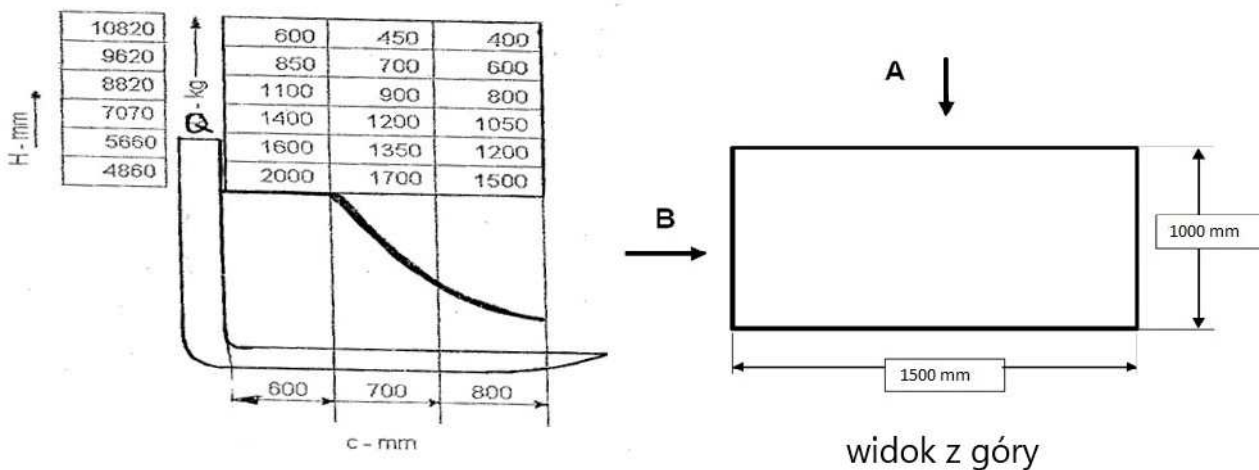 10820
9620
8820
7070
5660
4860
H - mm
Q - kg
600 450 400
850 700 600
1100 900 800
1400 1200 1050
1600 1350 1200
2000 1700 1500
600 700 800
c - mm
A
B
1000 mm
1500 mm
widok z góry